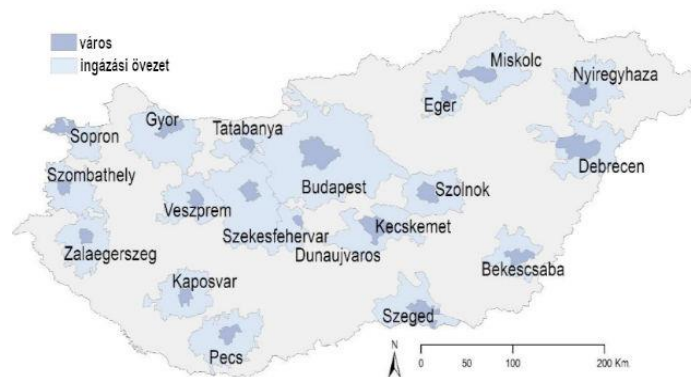 város
ingázási övezet
Miskolc
Nyiregyhaza
Eger
Gyor
Tatabanya
Sopron
Debrecen
Szombathely
Budapest
Szolnok
Veszprem
Szekesfehervar
Kecskemet
Zalaegerszeg
Dunaujvaros
Bekescsaba
Kaposvar
Szeged
Pecs
N
0 50 100 200 Km.